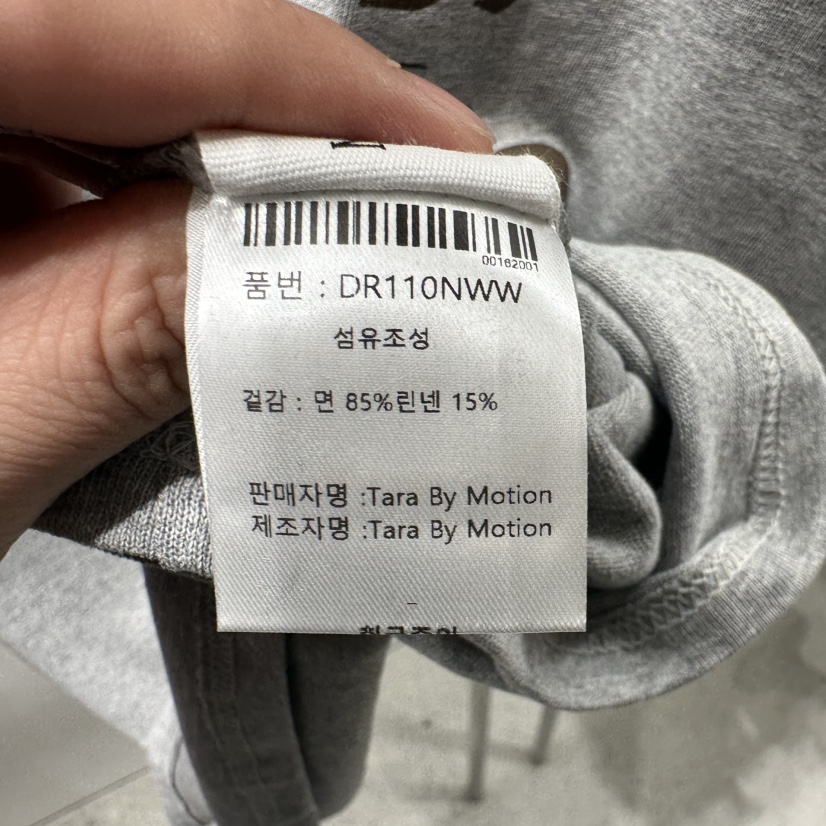 00162001
품번 : DR110NWW
섬유조성
겉감 : 면 85%린넨 15%
판매자명 :Tara By Motion
제조자명 :Tara By Motion